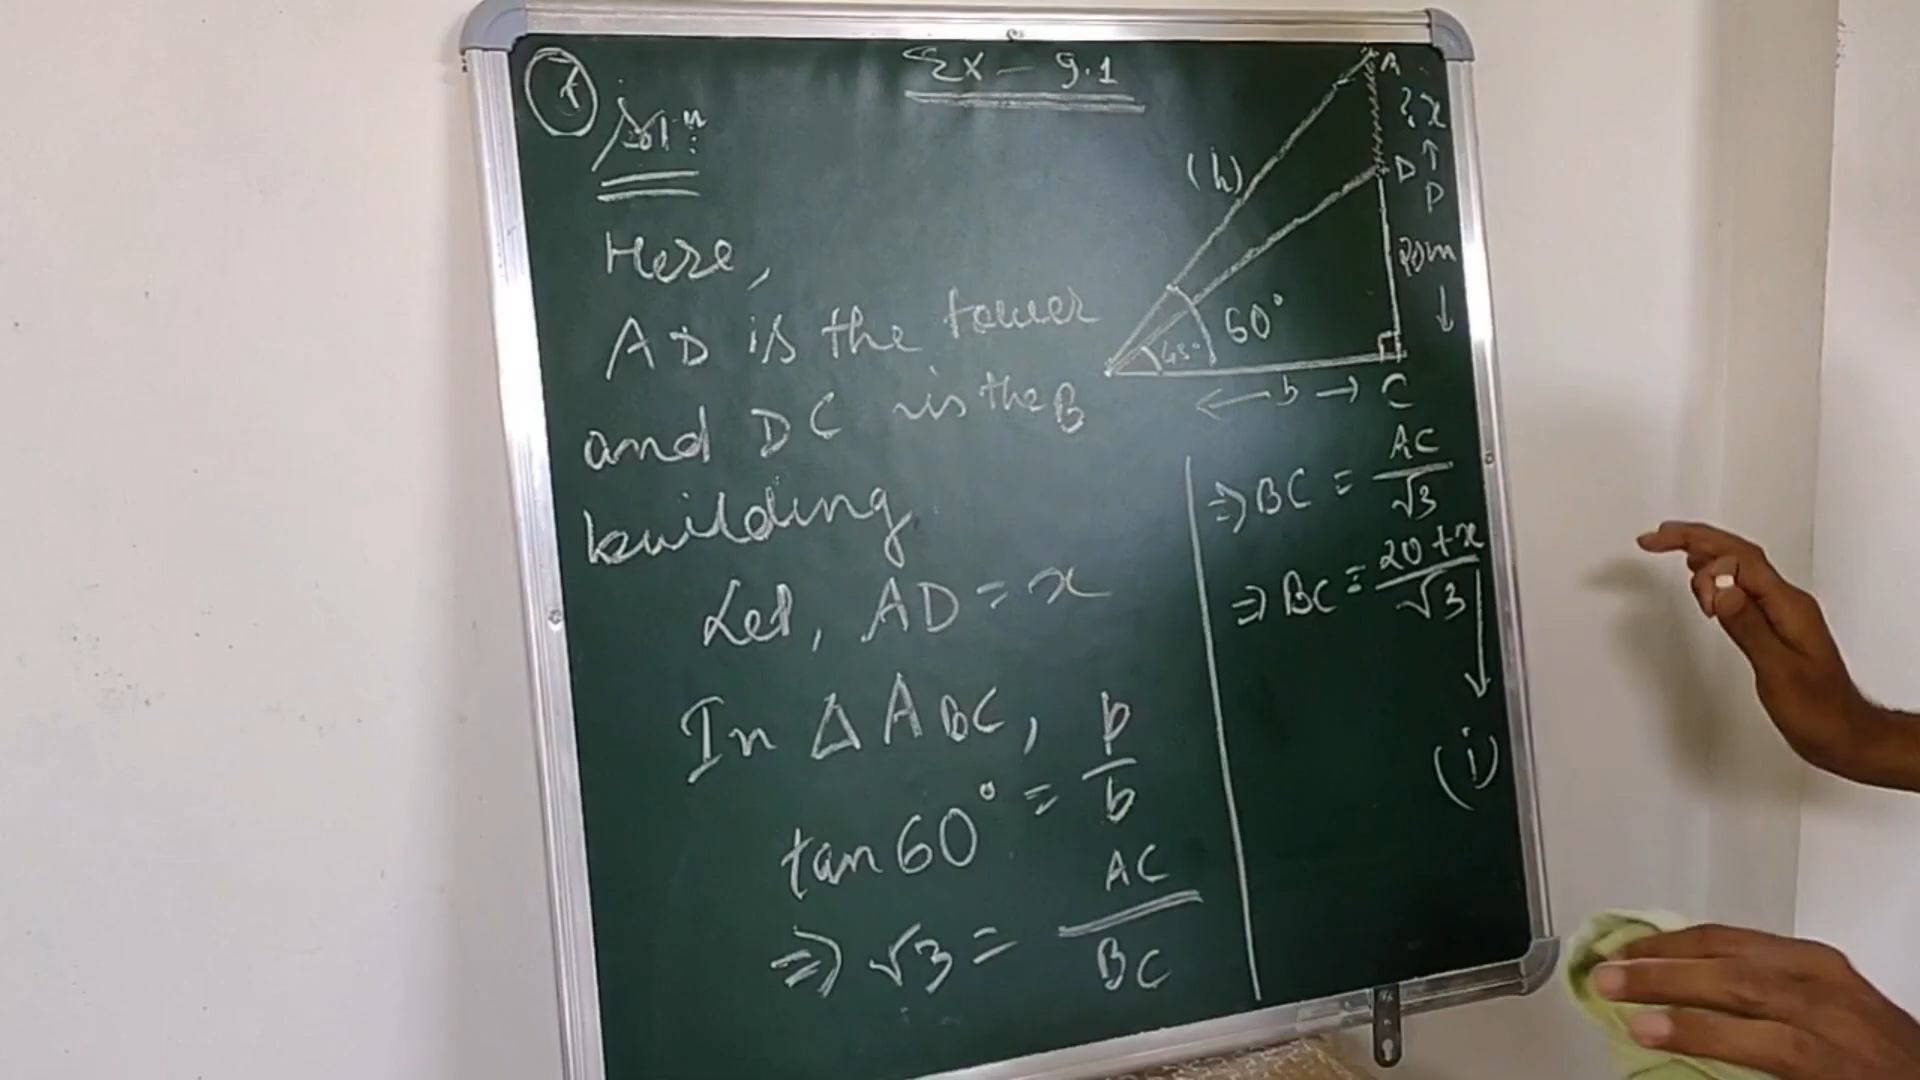 Ex - 9.1
7
Soln:
Here,
AD is the tower
and DC is the
building.
Let, AD = x
In Δ ABC,
tan 60° = p/b
⇒ √3 = AC/BC
⇒ BC = AC/√3
⇒ BC = 20+x/√3
(i)
A
? x
D
P
20m
(h)
60°
45°
B
b
C